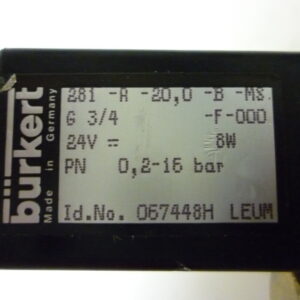 burkert
Made in Germany
281 -R -20,0 -B -MS
G 3/4 -F-000
24V = 8W
PN 0,2-16 bar
Id.No. 067448H LEUM